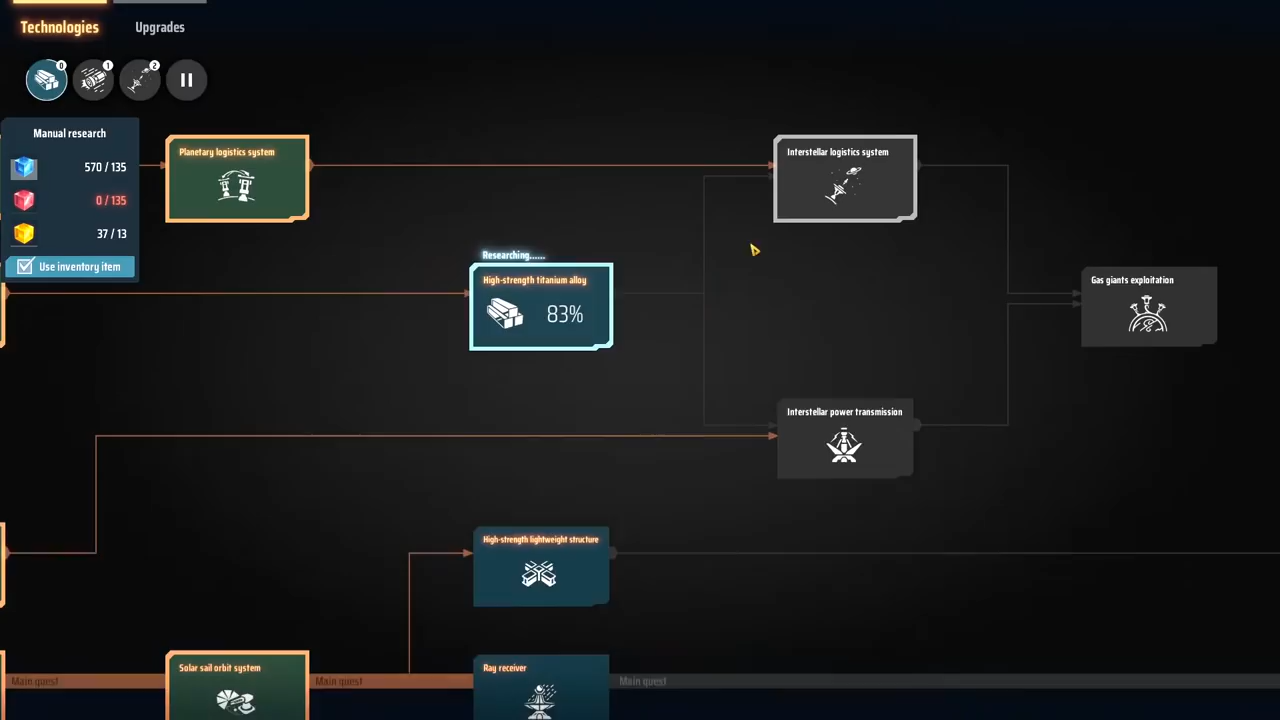 Technologies
Upgrades
0
1
2
Manual research
570 / 135
0 / 135
37 / 13
Use inventory item
Planetary logistics system
Interstellar logistics system
Researching......
High-strength titanium alloy
83%
Gas giants exploitation
Interstellar power transmission
High-strength lightweight structure
Solar sail orbit system
Ray receiver
Main quest
Main quest
Main quest